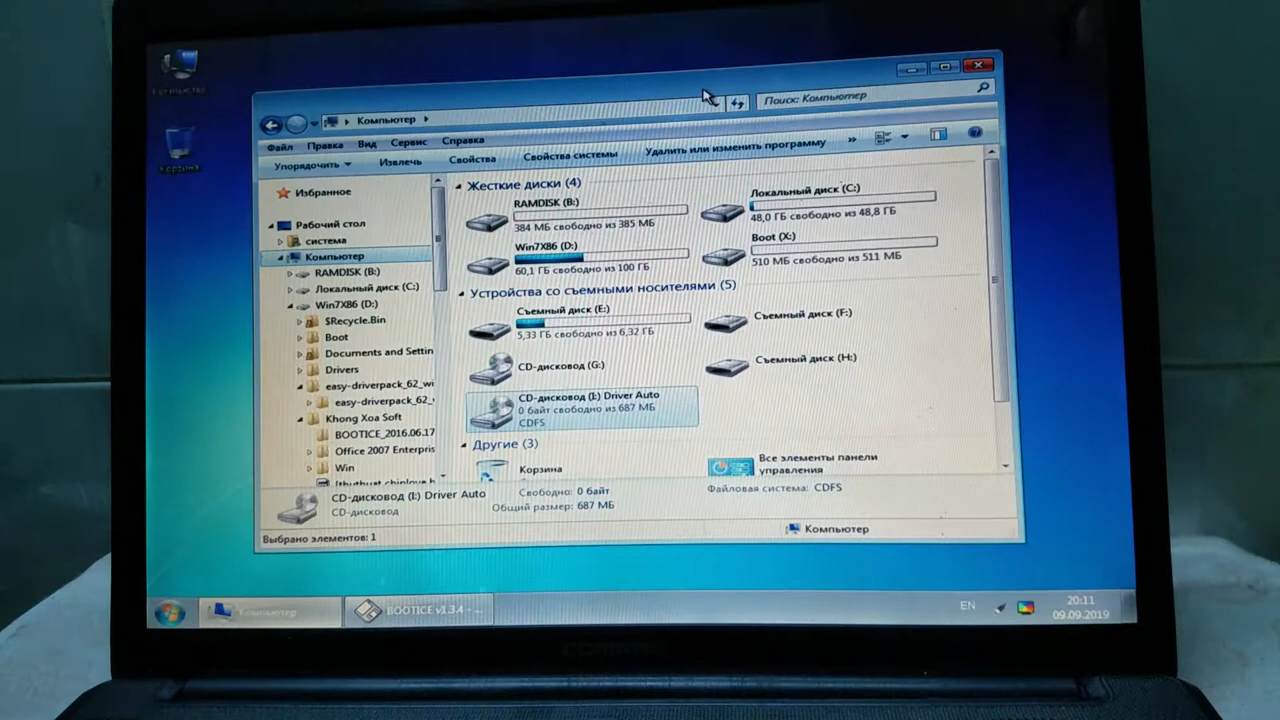 Компьютер
Корзина
Компьютер
Поиск: Компьютер
Файл Правка Вид Сервис Справка
Упорядочить Извлечь Свойства Свойства системы Удалить или изменить программу »
Избранное
Рабочий стол
система
Компьютер
RAMDISK (B:)
Локальный диск (C:)
Win7X86 (D:)
$Recycle.Bin
Boot
Documents and Settin
Drivers
easy-driverpack_62_wi
easy-driverpack_62_
Khong Xoa Soft
BOOTICE_2016.06.17
Office 2007 Enterpris
Win
Жесткие диски (4)
RAMDISK (B:)
384 МБ свободно из 385 МБ
Локальный диск (C:)
48,0 ГБ свободно из 48,8 ГБ
Win7X86 (D:)
60,1 ГБ свободно из 100 ГБ
Boot (X:)
510 МБ свободно из 511 МБ
Устройства со съемными носителями (5)
Съемный диск (E:)
5,33 ГБ свободно из 6,32 ГБ
Съемный диск (F:)
CD-дисковод (G:)
Съемный диск (H:)
CD-дисковод (I:) Driver Auto
0 байт свободно из 687 МБ
CDFS
Другие (3)
Корзина
Все элементы панели
управления
CD-дисковод (I:) Driver Auto
CD-дисковод
Свободно: 0 байт
Общий размер: 687 МБ
Файловая система: CDFS
Выбрано элементов: 1
Компьютер
Компьютер
BOOTICE v1.3.4 - ...
EN
20:11
09.09.2019